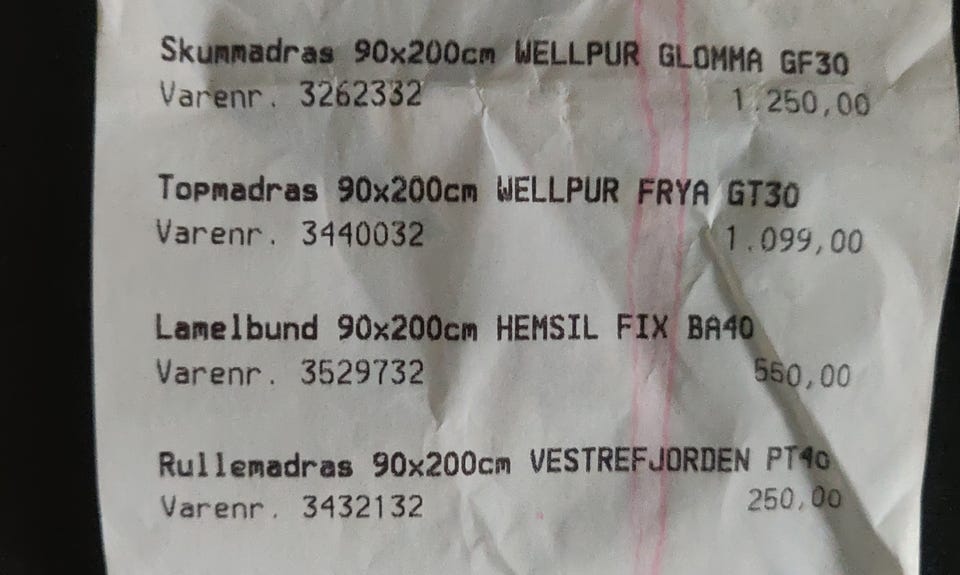 Skummadras 90x200cm WELLPUR GLOMMA GF30
Varenr. 3262332 1.250,00
Topmadras 90x200cm WELLPUR FRYA GT30
Varenr. 3440032 1.099,00
Lamelbund 90x200cm HEMSIL FIX BA40
Varenr. 3529732 550,00
Rullemadras 90x200cm VESTREFJORDEN PT40
Varenr. 3432132 250,00